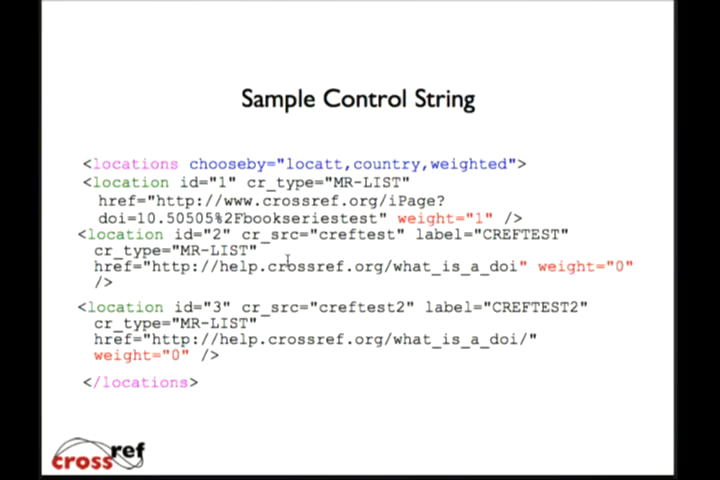 Sample Control String
<locations chooseby="locatt,country,weighted">
<location id="1" cr_type="MR-LIST"
href="http://www.crossref.org/iPage?
doi=10.50505%2Fbookseriestest" weight="1" />
<location id="2" cr_src="creftest" label="CREFTEST"
cr_type="MR-LIST"
href="http://help.crossref.org/what_is_a_doi" weight="0"
/>
<location id="3" cr_src="creftest2" label="CREFTEST2"
cr_type="MR-LIST"
href="http://help.crossref.org/what_is_a_doi/"
weight="0" />
</locations>
crossref